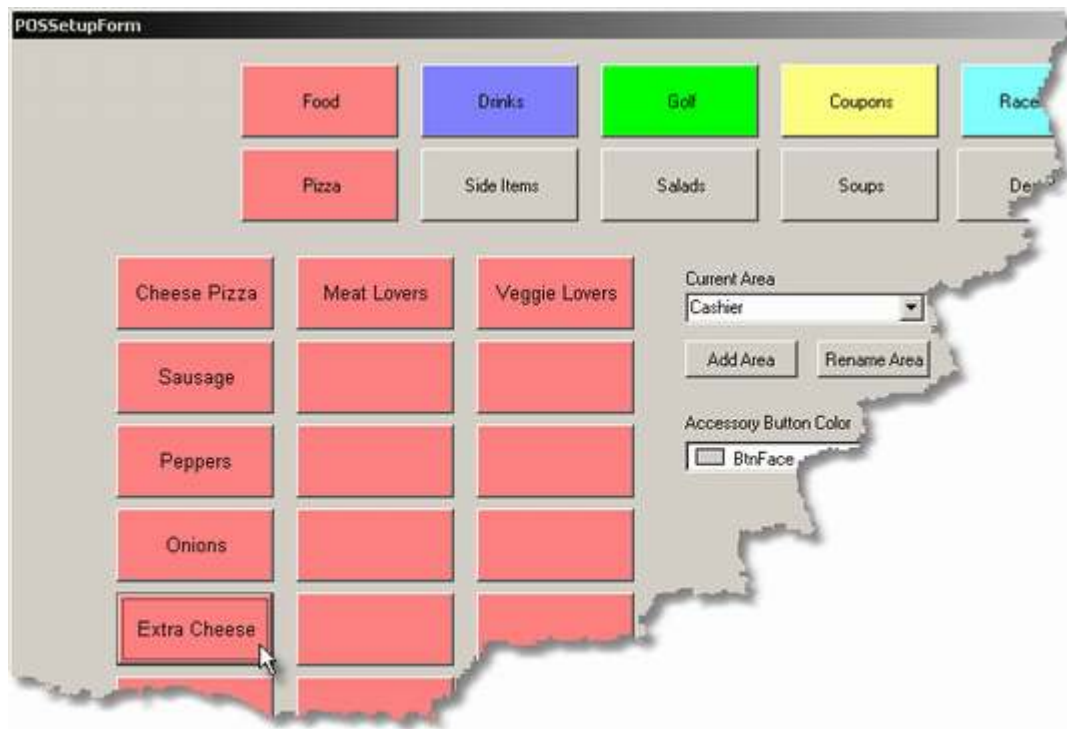 POSSetupForm
Food Drinks Golf Coupons
Pizza Side Items Salads Soups
Cheese Pizza Meat Lovers Veggie Lovers
Current Area
Cashier
Sausage
Add Area Rename Area
Peppers
Accessory Button Color
BtnFace
Onions
Extra Cheese